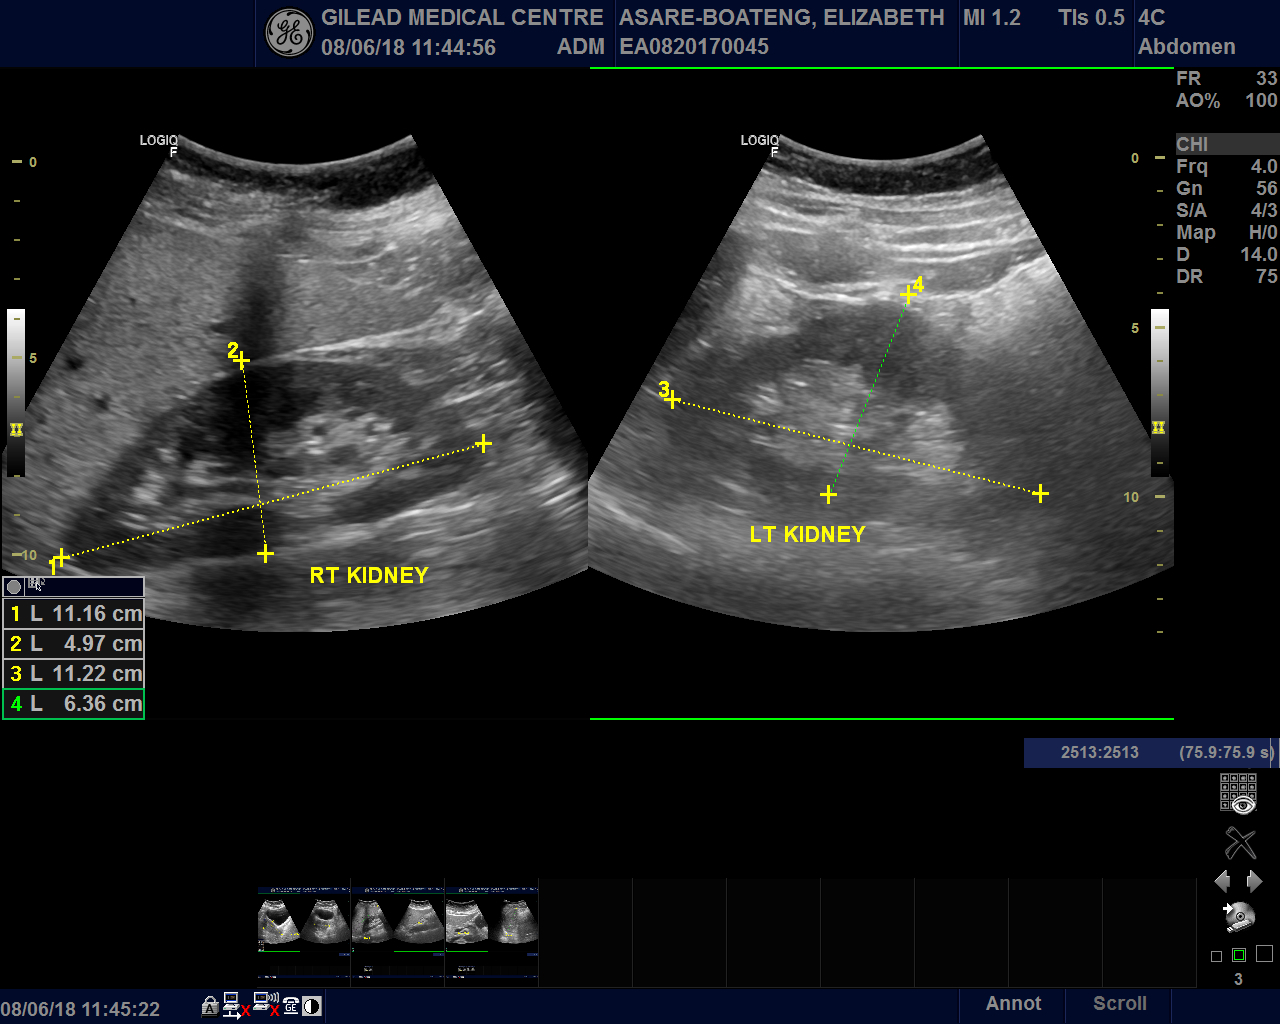 GILEAD MEDICAL CENTRE
08/06/18 11:44:56 ADM
ASARE-BOATENG, ELIZABETH
EA0820170045
MI 1.2 TIs 0.5
4C
Abdomen
FR 33
AO% 100
CHI
Frq 4.0
Gn 56
S/A 4/3
Map H/0
D 14.0
DR 75
LOGIQ
F
0
5
10
2
1
RT KIDNEY
LOGIQ
F
0
5
10
4
3
LT KIDNEY
1 L 11.16 cm
2 L 4.97 cm
3 L 11.22 cm
4 L 6.36 cm
2513:2513 (75.9:75.9 s)
3
08/06/18 11:45:22
Annot
Scroll